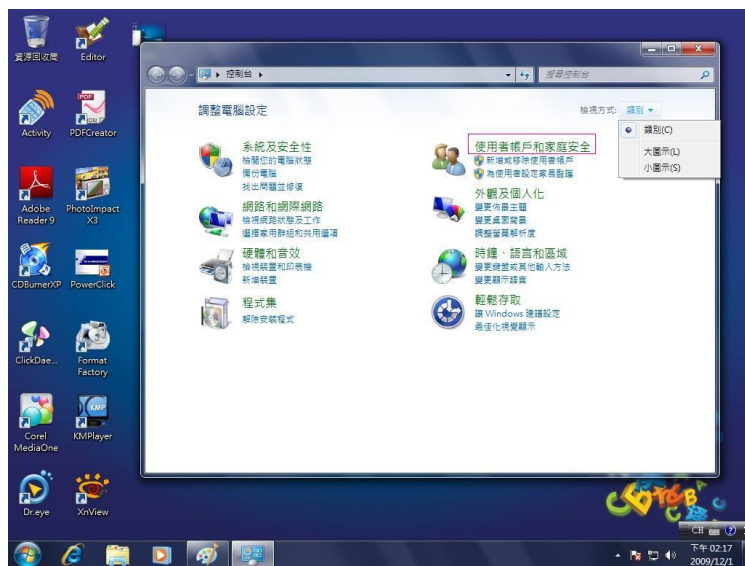 資源回收筒
Editor
Activity
PDFCreator
Adobe
Reader 9
PhotoImpact
X3
CDBurnerXP
PowerClick
ClickDae...
Format
Factory
Corel
MediaOne
KMPlayer
Dr.eye
XnView
控制台
搜尋控制台
調整電腦設定
檢視方式:
類別
類別(C)
大圖示(L)
小圖示(S)
系統及安全性
檢閱您的電腦狀態
備份電腦
找出問題並修復
網路和網際網路
檢視網路狀態及工作
選擇家用群組和共用選項
硬體和音效
檢視裝置和印表機
新增裝置
程式集
解除安裝程式
使用者帳戶和家庭安全
新增或移除使用者帳戶
為使用者設定家長監護
外觀及個人化
變更佈景主題
變更桌面背景
調整螢幕解析度
時鐘、語言和區域
變更鍵盤或其他輸入方法
變更顯示語言
輕鬆存取
讓 Windows 建議設定
最佳化視覺顯示
CH
下午 02:17
2009/12/1